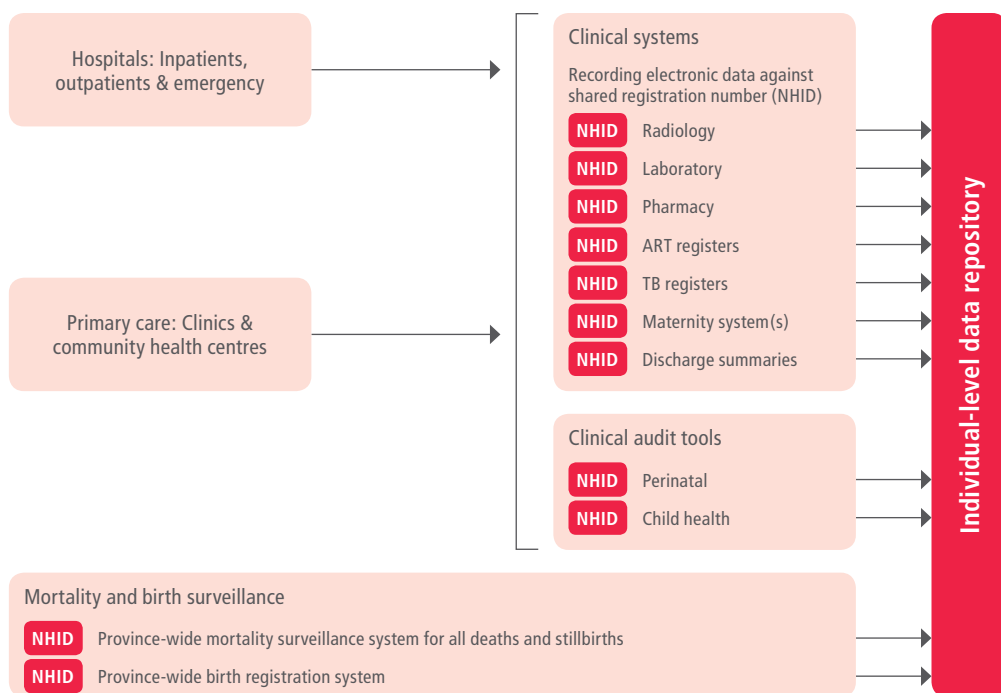 Hospitals: Inpatients,
outpatients & emergency
Primary care: Clinics &
community health centres
Clinical systems
Recording electronic data against
shared registration number (NHID)
NHID Radiology
NHID Laboratory
NHID Pharmacy
NHID ART registers
NHID TB registers
NHID Maternity system(s)
NHID Discharge summaries
Clinical audit tools
NHID Perinatal
NHID Child health
Mortality and birth surveillance
NHID Province-wide mortality surveillance system for all deaths and stillbirths
NHID Province-wide birth registration system
Individual-level data repository